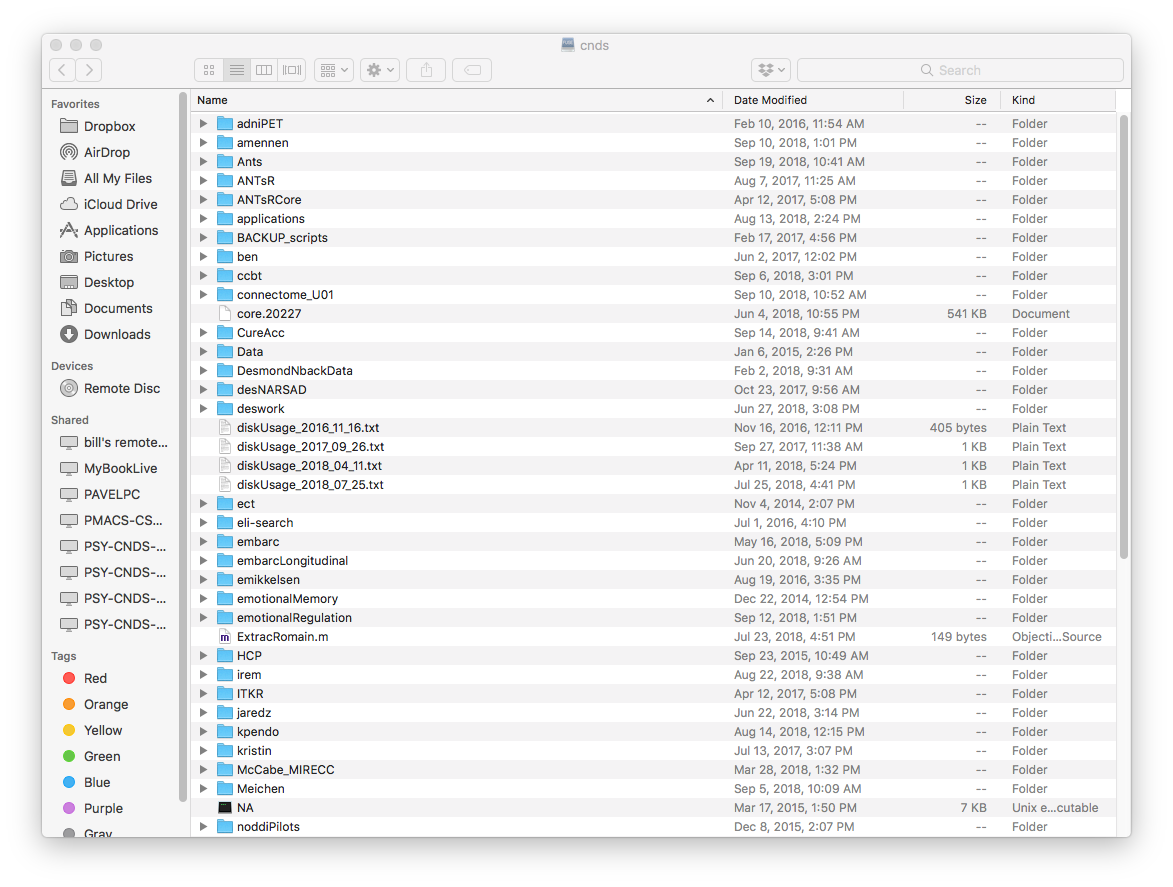 cnds
Search
Favorites
Dropbox
AirDrop
All My Files
iCloud Drive
Applications
Pictures
Desktop
Documents
Downloads
Devices
Remote Disc
Shared
bill's remote...
MyBookLive
PAVELPC
PMACS-CS...
PSY-CNDS-...
PSY-CNDS-...
PSY-CNDS-...
PSY-CNDS-...
Tags
Red
Orange
Yellow
Green
Blue
Purple
Gray
Name Date Modified Size Kind
adniPET Feb 10, 2016, 11:54 AM -- Folder
amennen Sep 10, 2018, 1:01 PM -- Folder
Ants Sep 19, 2018, 10:41 AM -- Folder
ANTsR Aug 7, 2017, 11:25 AM -- Folder
ANTsRCore Apr 12, 2017, 5:08 PM -- Folder
applications Aug 13, 2018, 2:24 PM -- Folder
BACKUP_scripts Feb 17, 2017, 4:56 PM -- Folder
ben Jun 2, 2017, 12:02 PM -- Folder
ccbt Sep 6, 2018, 3:01 PM -- Folder
connectome_U01 Sep 10, 2018, 10:52 AM -- Folder
core.20227 Jun 4, 2018, 10:55 PM 541 KB Document
CureAcc Sep 14, 2018, 9:41 AM -- Folder
Data Jan 6, 2015, 2:26 PM -- Folder
DesmondNbackData Feb 2, 2018, 9:31 AM -- Folder
desNARSAD Oct 23, 2017, 9:56 AM -- Folder
deswork Jun 27, 2018, 3:08 PM -- Folder
diskUsage_2016_11_16.txt Nov 16, 2016, 12:11 PM 405 bytes Plain Text
diskUsage_2017_09_26.txt Sep 27, 2017, 11:38 AM 1 KB Plain Text
diskUsage_2018_04_11.txt Apr 11, 2018, 5:24 PM 1 KB Plain Text
diskUsage_2018_07_25.txt Jul 25, 2018, 4:41 PM 1 KB Plain Text
ect Nov 4, 2014, 2:07 PM -- Folder
eli-search Jul 1, 2016, 4:10 PM -- Folder
embarc May 16, 2018, 5:09 PM -- Folder
embarcLongitudinal Jun 20, 2018, 9:26 AM -- Folder
emikkelsen Aug 19, 2016, 3:35 PM -- Folder
emotionalMemory Dec 22, 2014, 12:54 PM -- Folder
emotionalRegulation Sep 12, 2018, 1:51 PM -- Folder
ExtracRomain.m Jul 23, 2018, 4:51 PM 149 bytes Objecti...Source
HCP Sep 23, 2015, 10:49 AM -- Folder
irem Aug 22, 2018, 9:38 AM -- Folder
ITKR Apr 12, 2017, 5:08 PM -- Folder
jaredz Jun 22, 2018, 3:14 PM -- Folder
kpendo Aug 14, 2018, 12:15 PM -- Folder
kristin Jul 13, 2017, 3:07 PM -- Folder
McCabe_MIRECC Mar 28, 2018, 1:32 PM -- Folder
Meichen Sep 5, 2018, 10:09 AM -- Folder
NA Mar 17, 2015, 1:50 PM 7 KB Unix e...cutable
noddiPilots Dec 8, 2015, 2:07 PM -- Folder